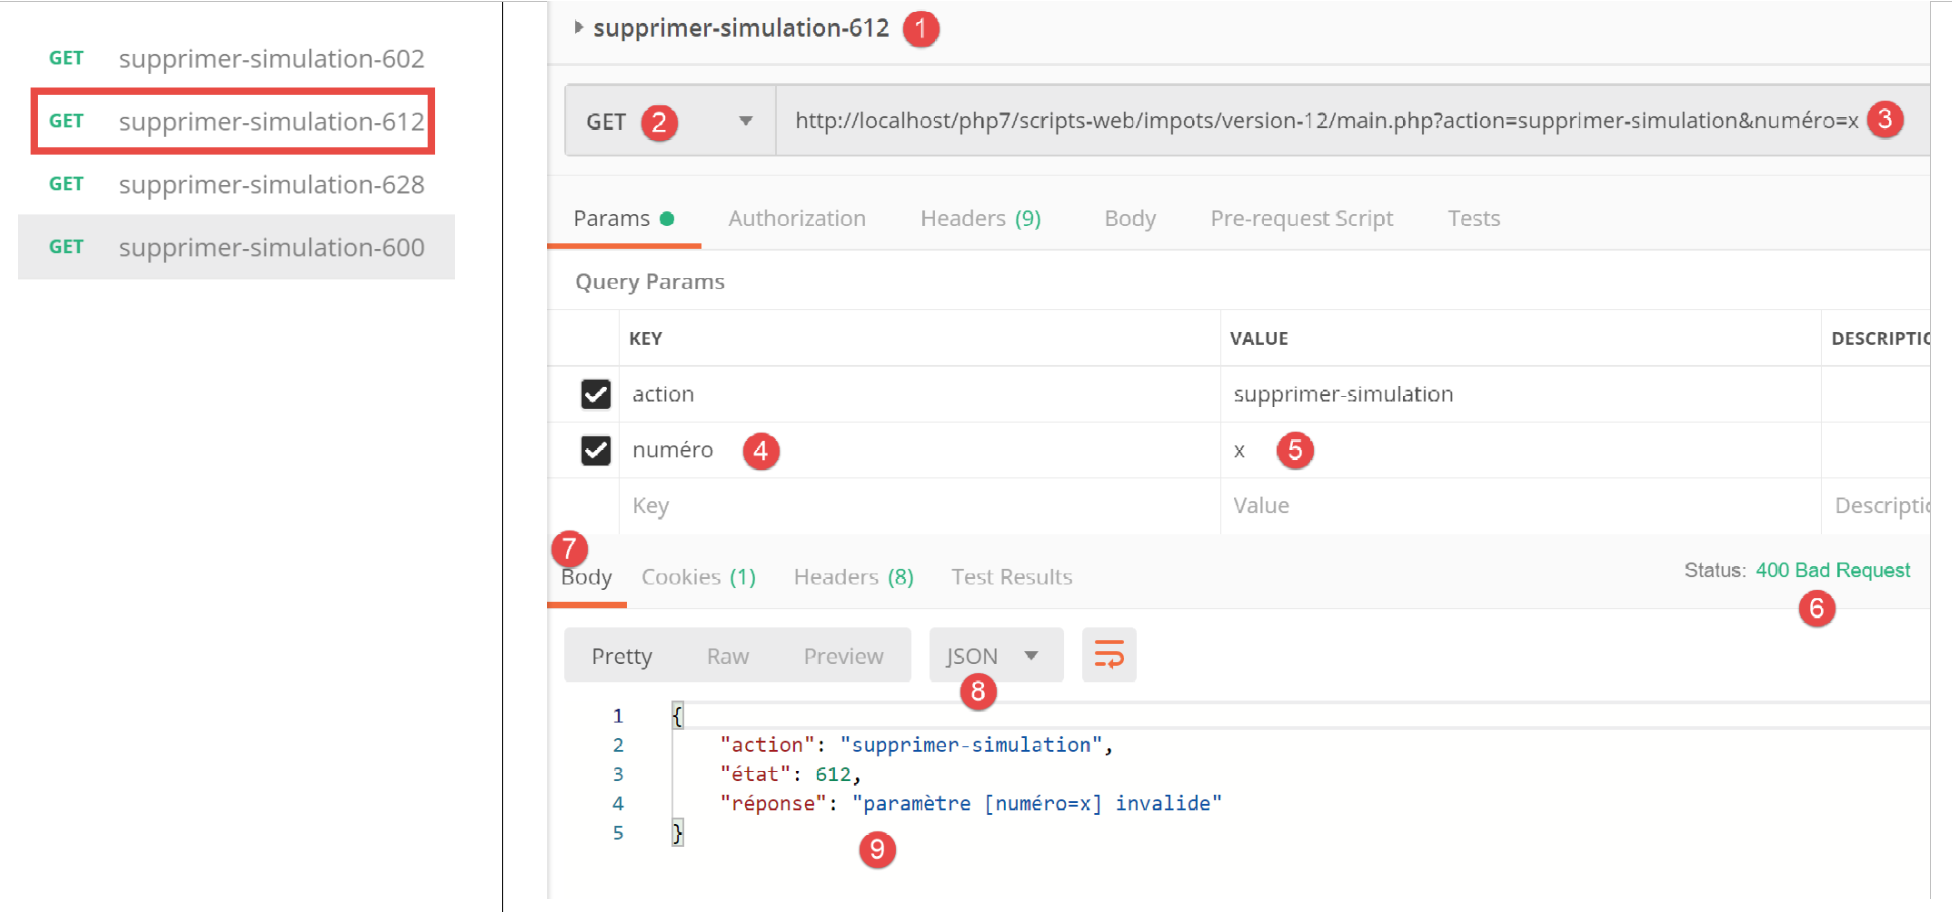 GET supprimer-simulation-602
GET supprimer-simulation-612
GET supprimer-simulation-628
GET supprimer-simulation-600
supprimer-simulation-612 1
GET 2 http://localhost/php7/scripts-web/impots/version-12/main.php?action=supprimer-simulation&numéro=x 3
Params Authorization Headers (9) Body Pre-request Script Tests
Query Params
KEY VALUE DESCRIPTIO
action supprimer-simulation
numéro 4 x 5
Key Value Descriptio
7
Body Cookies (1) Headers (8) Test Results Status: 400 Bad Request
6
Pretty Raw Preview JSON
8
1 {
2 "action": "supprimer-simulation",
3 "état": 612,
4 "réponse": "paramètre [numéro=x] invalide"
5 }
9